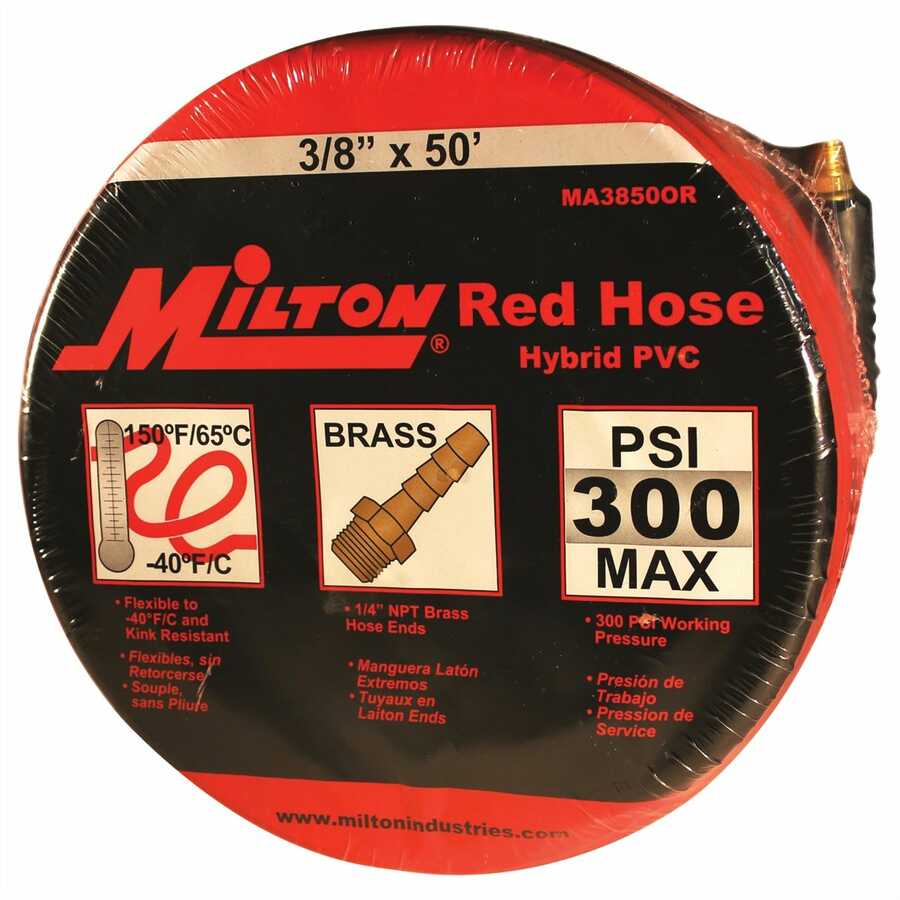 3/8” x 50’
MA3850OR
MILTON® Red Hose
Hybrid PVC
150ºF/65ºC
-40ºF/C
BRASS
PSI
300
MAX
• Flexible to
-40°F/C and
Kink Resistant
• Flexibles, sin
Retorcerse
• Souple,
sans Pliure
• 1/4” NPT Brass
Hose Ends
• Manguera Latón
Extremos
• Tuyaux en
Laiton Ends
• 300 PSI Working
Pressure
• Presión de
Trabajo
• Pression de
Service
www.miltonindustries.com